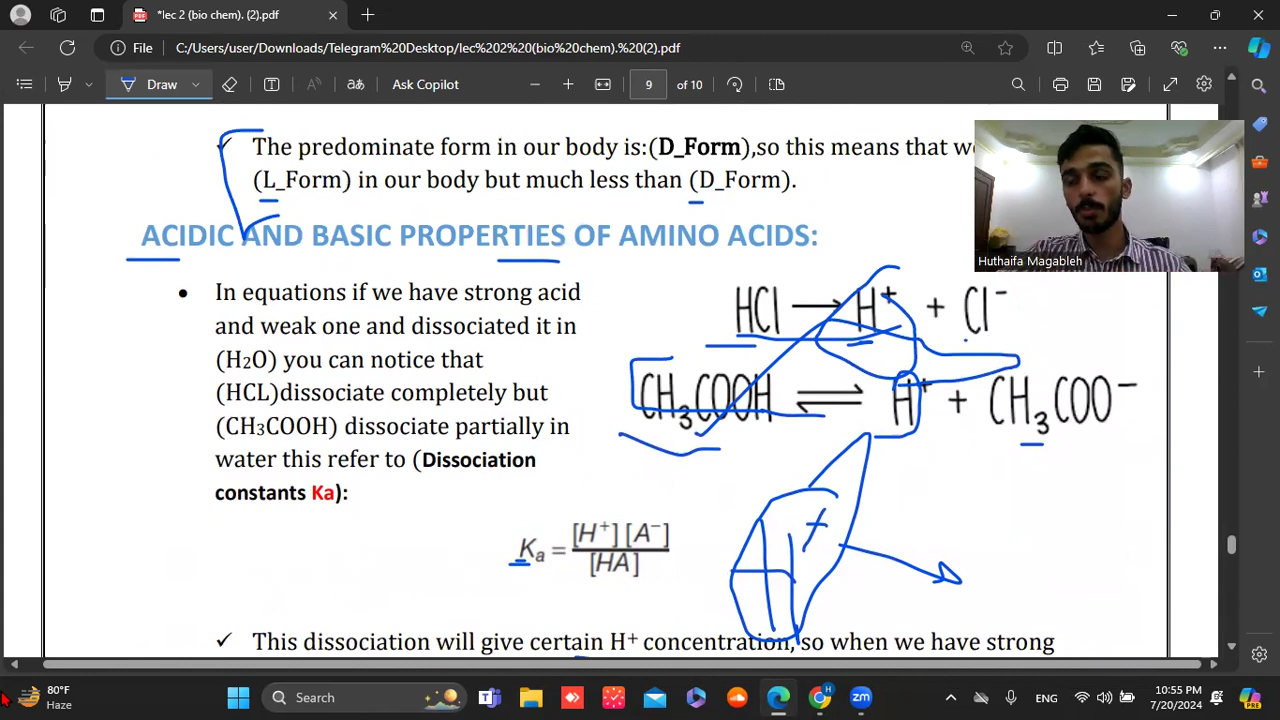 *lec 2 (bio chem). (2).pdf
File C:/Users/user/Downloads/Telegram%20Desktop/lec%202%20(bio%20chem).%20(2).pdf
Draw Ask Copilot 9 of 10
The predominate form in our body is:(D_Form),so this means that we
(L_Form) in our body but much less than (D_Form).
ACIDIC AND BASIC PROPERTIES OF AMINO ACIDS:
Huthaifa Magableh
In equations if we have strong acid
and weak one and dissociated it in
(H₂O) you can notice that
(HCL)dissociate completely but
(CH₃COOH) dissociate partially in
water this refer to (Dissociation
constants Ka):
HCl → H⁺ + Cl⁻
CH₃COOH ⇌ H⁺ + CH₃COO⁻
H⁺
Kₐ = [H⁺] [A⁻] / [HA]
This dissociation will give certain H⁺ concentration,so when we have strong
80°F
Haze
Search
ENG
10:55 PM
7/20/2024